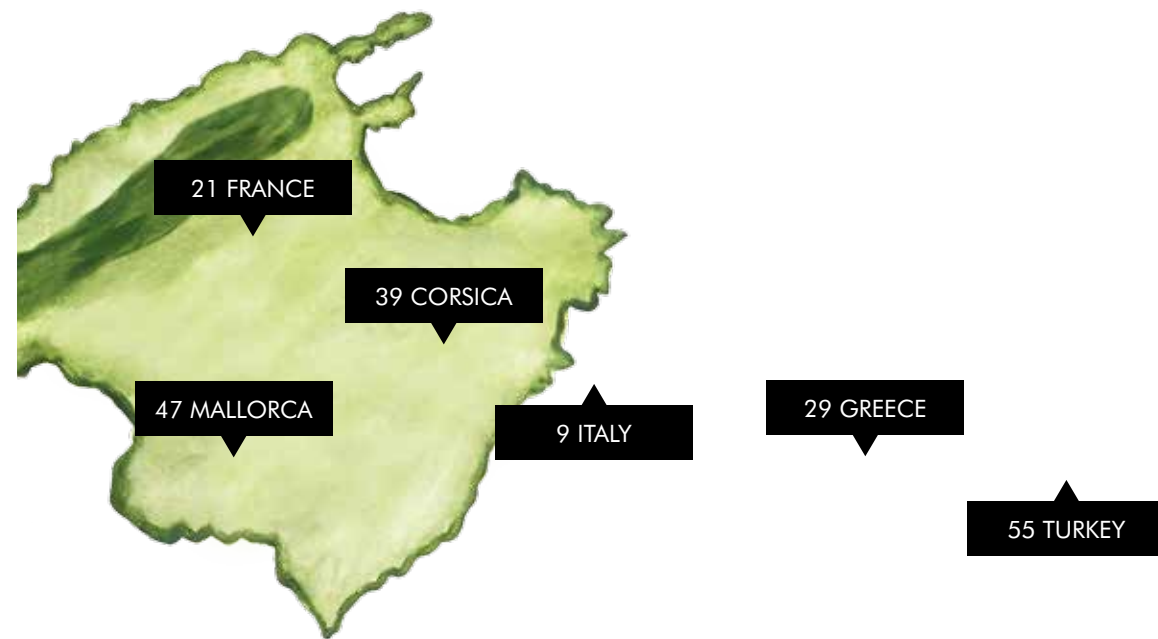 21 FRANCE
39 CORSICA
47 MALLORCA
9 ITALY
29 GREECE
55 TURKEY